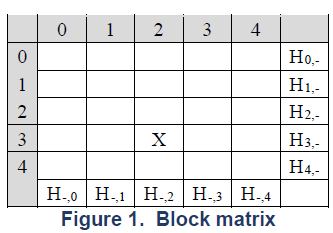 0 1 2 3 4
0 H0,-
1 H1,-
2 H2,-
3 X H3,-
4 H4,-
H-,0 H-,1 H-,2 H-,3 H-,4
Figure 1. Block matrix